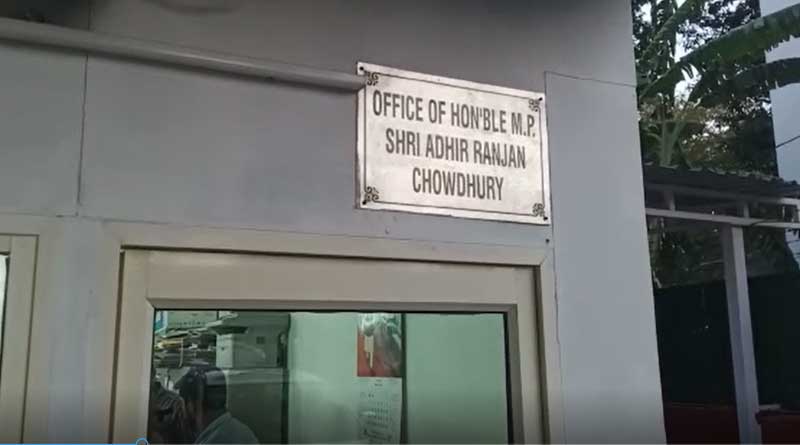 OFFICE OF HON'BLE M.P.
SHRI ADHIR RANJAN
CHOWDHURY